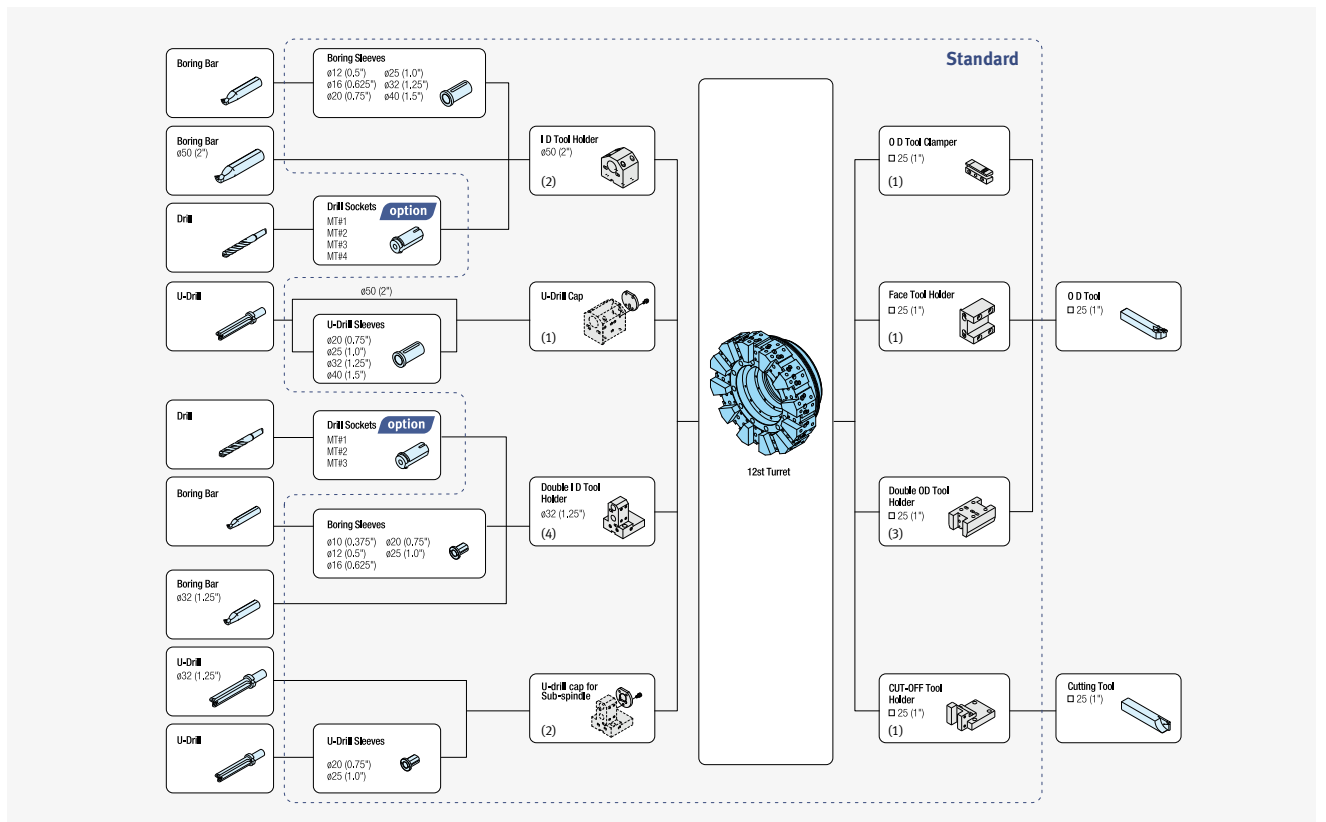 Standard
Boring Bar
Boring Sleeves
ø12 (0.5") ø25 (1.0")
ø16 (0.625") ø32 (1.25")
ø20 (0.75") ø40 (1.5")
Boring Bar
ø50 (2")
I D Tool Holder
ø50 (2")
(2)
Drill
Drill Sockets
option
MT#1
MT#2
MT#3
MT#4
U-Drill
ø50 (2")
U-Drill Sleeves
ø20 (0.75")
ø25 (1.0")
ø32 (1.25")
ø40 (1.5")
U-Drill Cap
(1)
Drill
Drill Sockets
option
MT#1
MT#2
MT#3
Boring Bar
Boring Sleeves
ø10 (0.375") ø20 (0.75")
ø12 (0.5") ø25 (1.0")
ø16 (0.625")
Double I D Tool
Holder
ø32 (1.25")
(4)
Boring Bar
ø32 (1.25")
U-Drill
ø32 (1.25")
U-drill cap for
Sub-spindle
(2)
U-Drill
U-Drill Sleeves
ø20 (0.75")
ø25 (1.0")
12st Turret
O D Tool Clamper
□ 25 (1")
(1)
Face Tool Holder
□ 25 (1")
(1)
O D Tool
□ 25 (1")
Double OD Tool
Holder
□ 25 (1")
(3)
CUT-OFF Tool
Holder
□ 25 (1")
(1)
Cutting Tool
□ 25 (1")